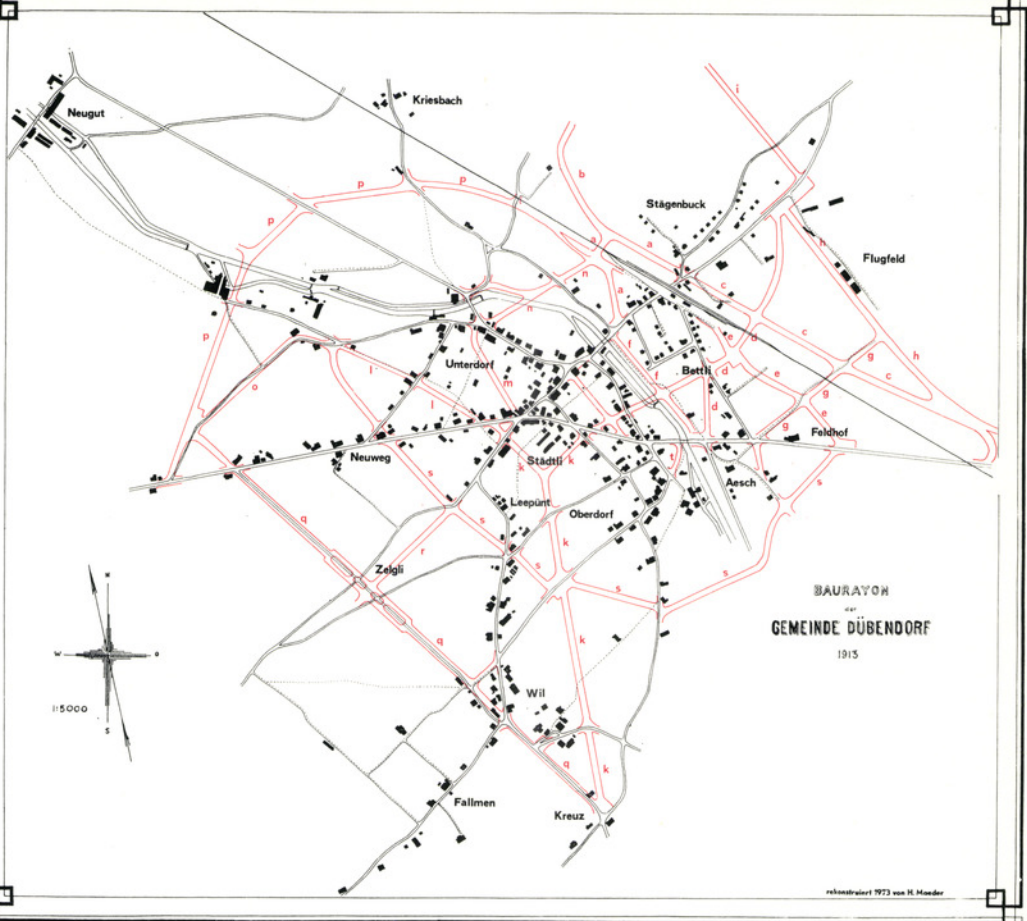 i
Neugut
Kriesbach
b
p
p
Stägenbuck
p
a
a
h
Flugfeld
n
c
a
n
c
p
f
e
d
g
h
Unterdorf
l
Bettli
d
e
c
f
o
m
g
l
d
e
g
Feldhof
Neuweg
Städtli
k
k
t
s
Aesch
s
Leepünt
Oberdorf
q
s
r
k
s
Zelgli
s
s
BAURAYON
der
GEMEINDE DÜBENDORF
1913
q
k
N
W
O
S
1:5000
Wil
q
k
Fallmen
Kreuz
rekonstruiert 1973 von H. Maeder